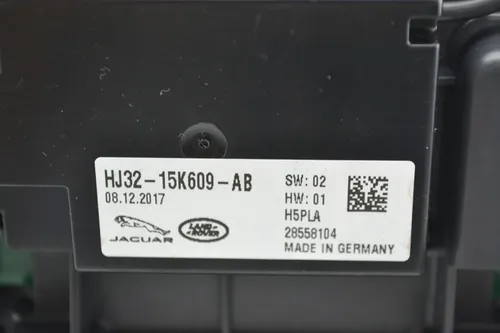 HJ32-15K609-AB
08.12.2017
JAGUAR
LAND-
ROVER
SW: 02
HW: 01
H5PLA
28558104
MADE IN GERMANY